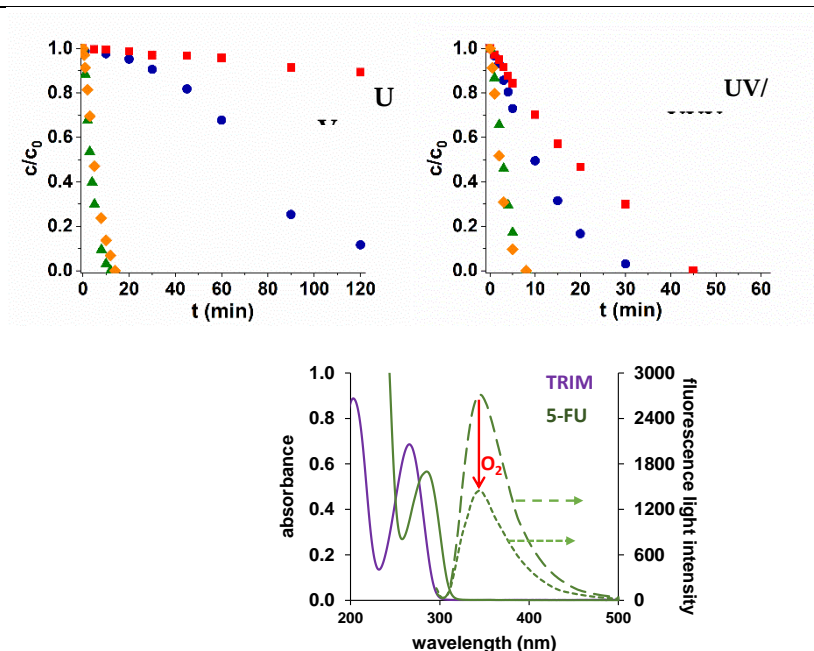 1.0
0.8
0.6
0.4
0.2
0.0
c/c0
0 20 40 60 80 100 120
t (min)
U
1.0
0.8
0.6
0.4
0.2
0.0
c/c0
0 10 20 30 40 50 60
t (min)
UV/
1.0
0.8
0.6
0.4
0.2
0.0
absorbance
200 300 400 500
wavelength (nm)
TRIM
5-FU
O2
3000
2400
1800
1200
600
0
fluorescence light intensity